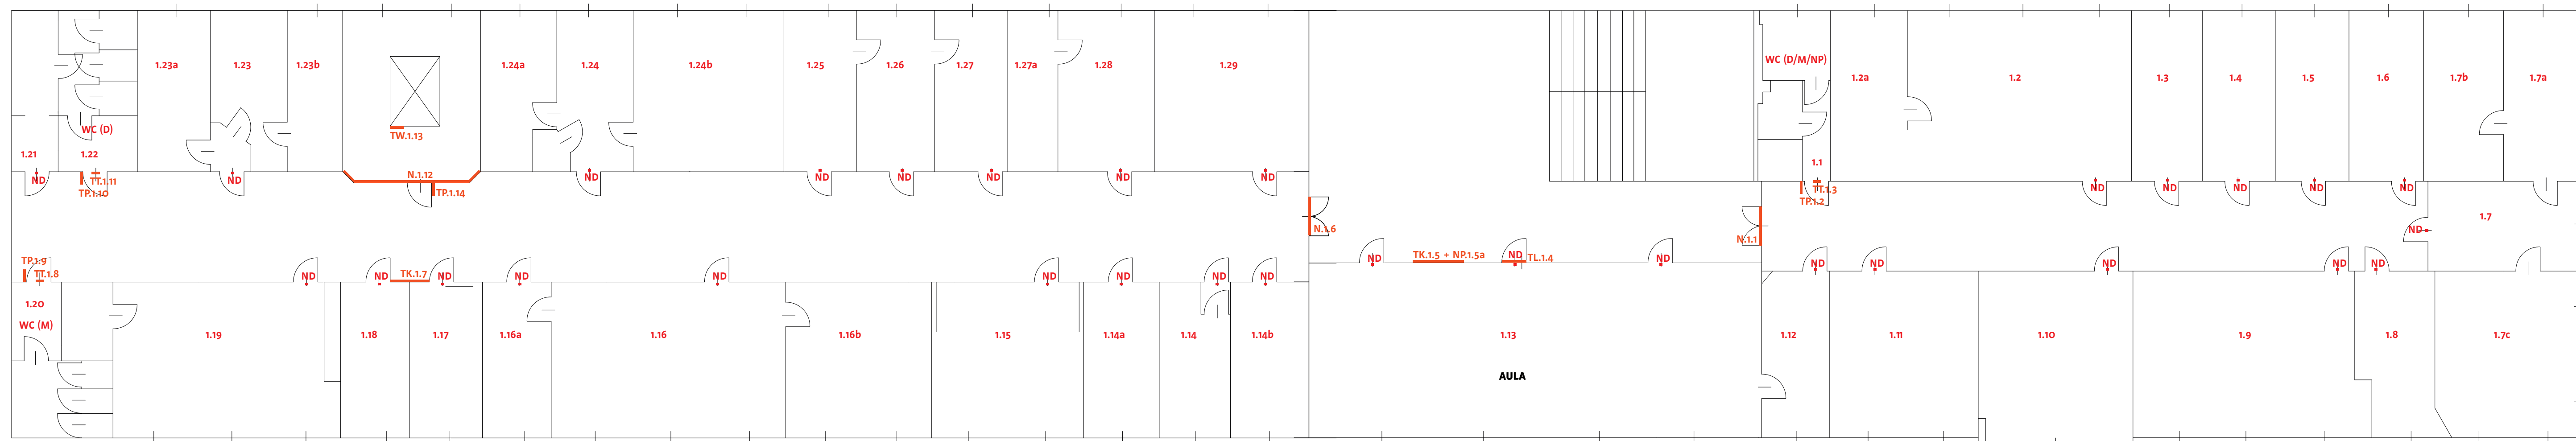 WC (D/M/NP)
1.23a
1.23
1.23b
1.24a
1.24
1.24b
1.25
1.26
1.27
1.27a
1.28
1.29
1.2a
1.2
1.3
1.4
1.5
1.6
1.7b
1.7a
WC (D)
TW.1.13
1.21
1.22
1.1
ND
TT.1.11
TP.1.10
ND
N.1.12
TP.1.14
ND
ND
ND
ND
ND
ND
TT.1.3
TP.1.2
ND
ND
ND
ND
ND
1.7
N.1.6
N.1.1
ND
TP.1.9
TT.1.8
ND
ND
TK.1.7
ND
ND
ND
ND
ND
ND
ND
ND
TK.1.5 + NP.1.5a
ND
TL.1.4
ND
ND
ND
ND
ND
ND
1.20
WC (M)
1.19
1.18
1.17
1.16a
1.16
1.16b
1.15
1.14a
1.14
1.14b
1.13
1.12
1.11
1.10
1.9
1.8
1.7c
AULA